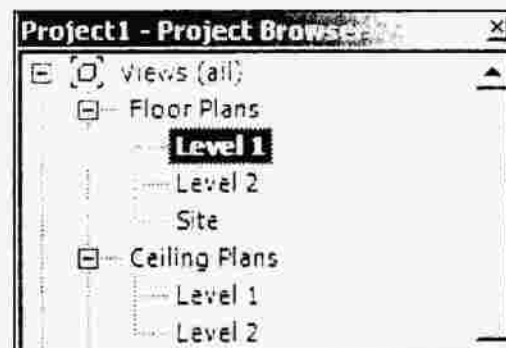 Project1 - Project Browser
Views (all)
Floor Plans
Level 1
Level 2
Site
Ceiling Plans
Level 1
Level 2